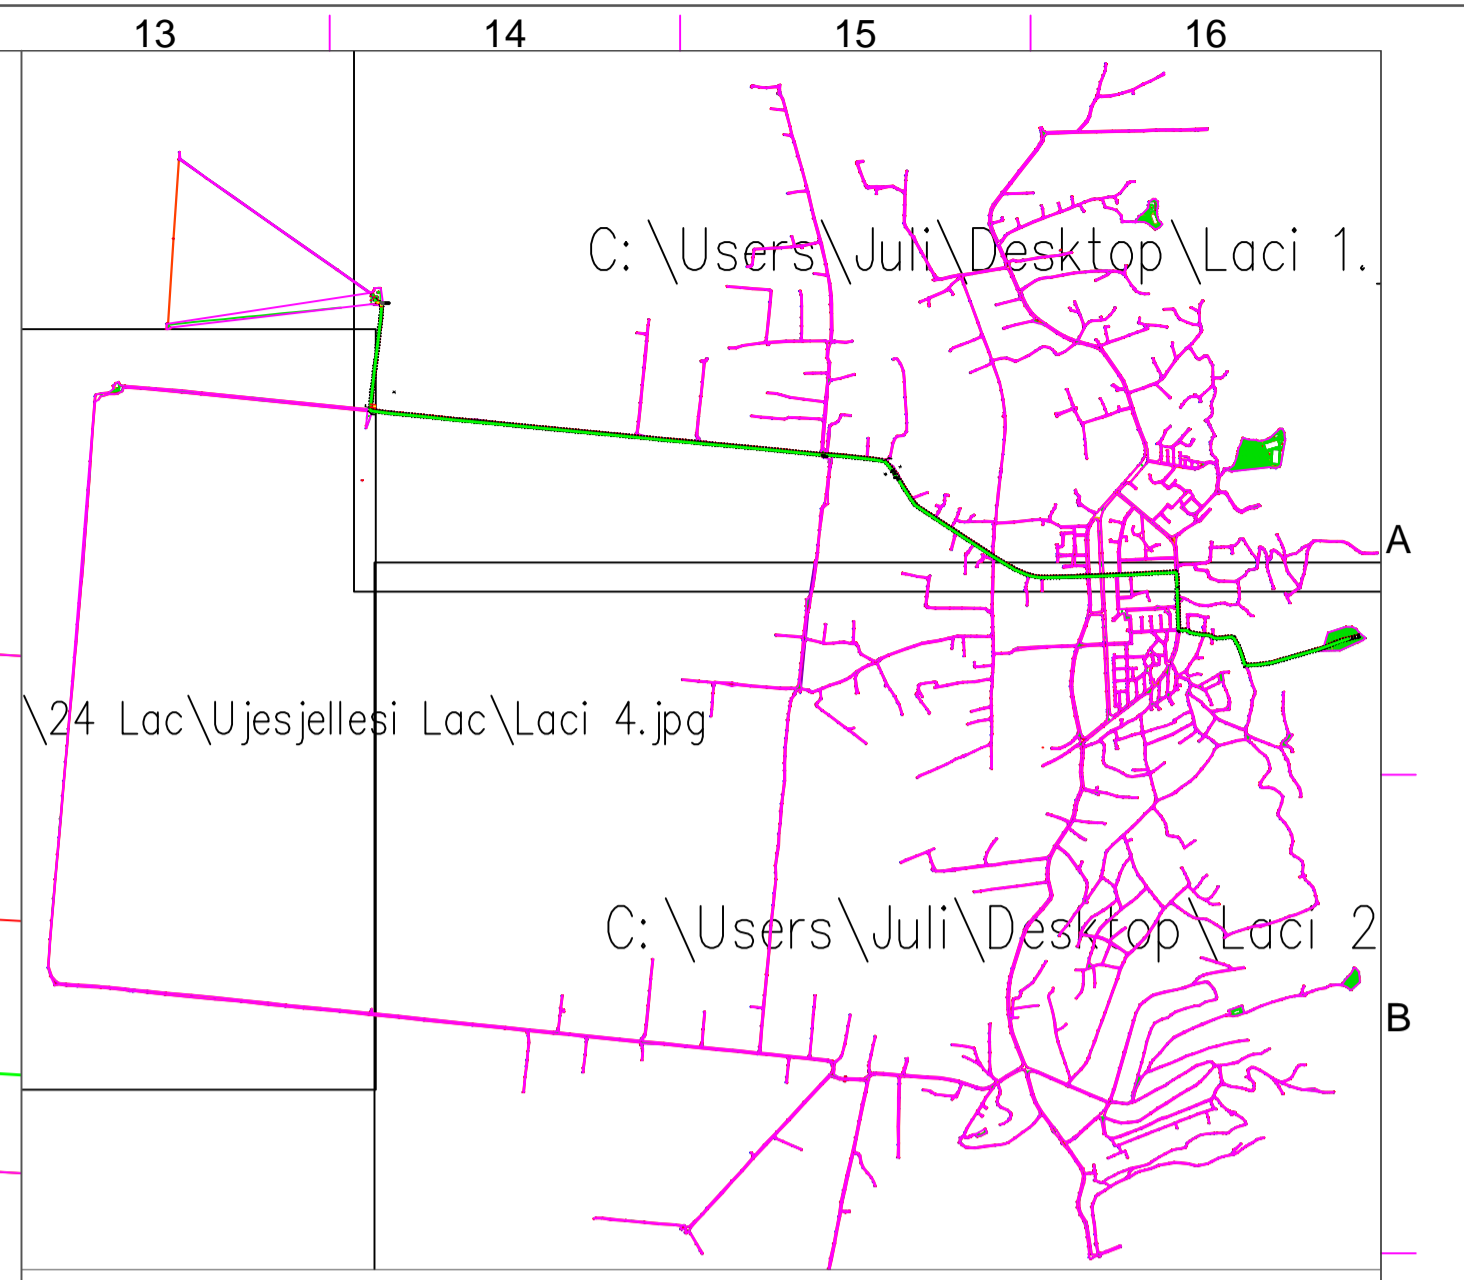 13 14 15 16
C:\Users\Juli\Desktop\Laci 1.
A
\24 Lac\Ujesjellesi Lac\Laci 4.jpg
C:\Users\Juli\Desktop\Laci 2
B